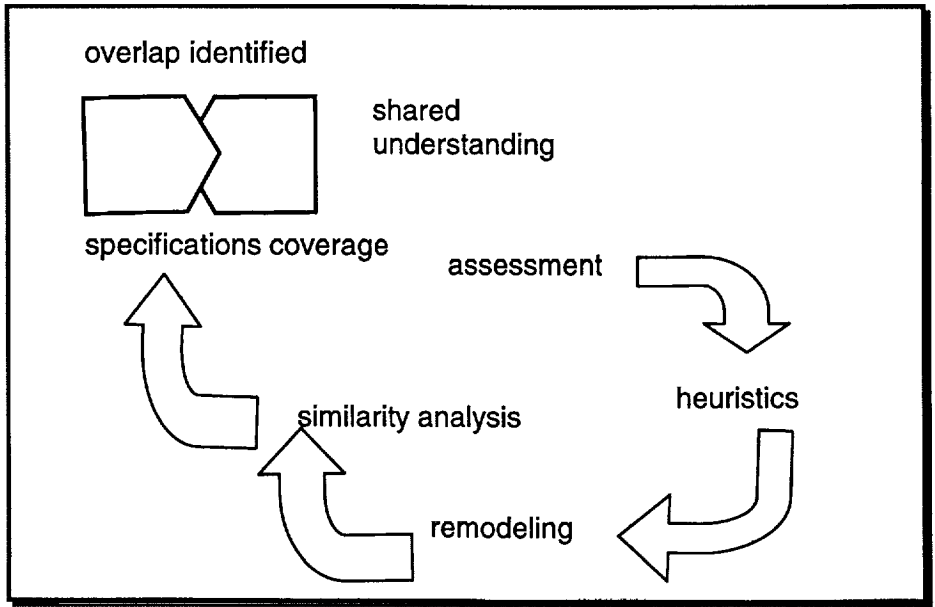 overlap identified
shared
understanding
specifications coverage
assessment
heuristics
similarity analysis
remodeling